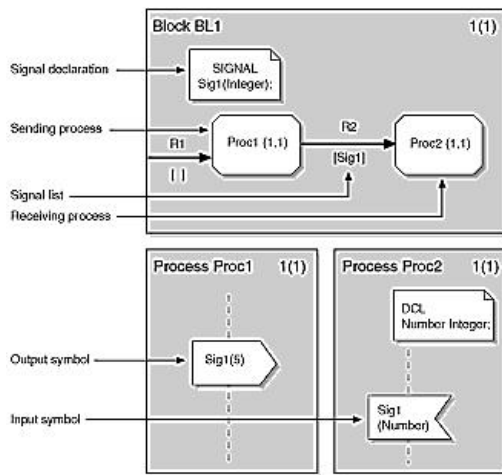 Block BL1 1(1)
Signal declaration
SIGNAL
Sig1(Integer);
Sending process
R1
Proc1 (1,1)
R2
Proc2 (1,1)
[ ]
[Sig1]
Signal list
Receiving process
Process Proc1 1(1)
Process Proc2 1(1)
DCL
Number Integer;
Output symbol
Sig1(5)
Input symbol
Sig1
(Number)